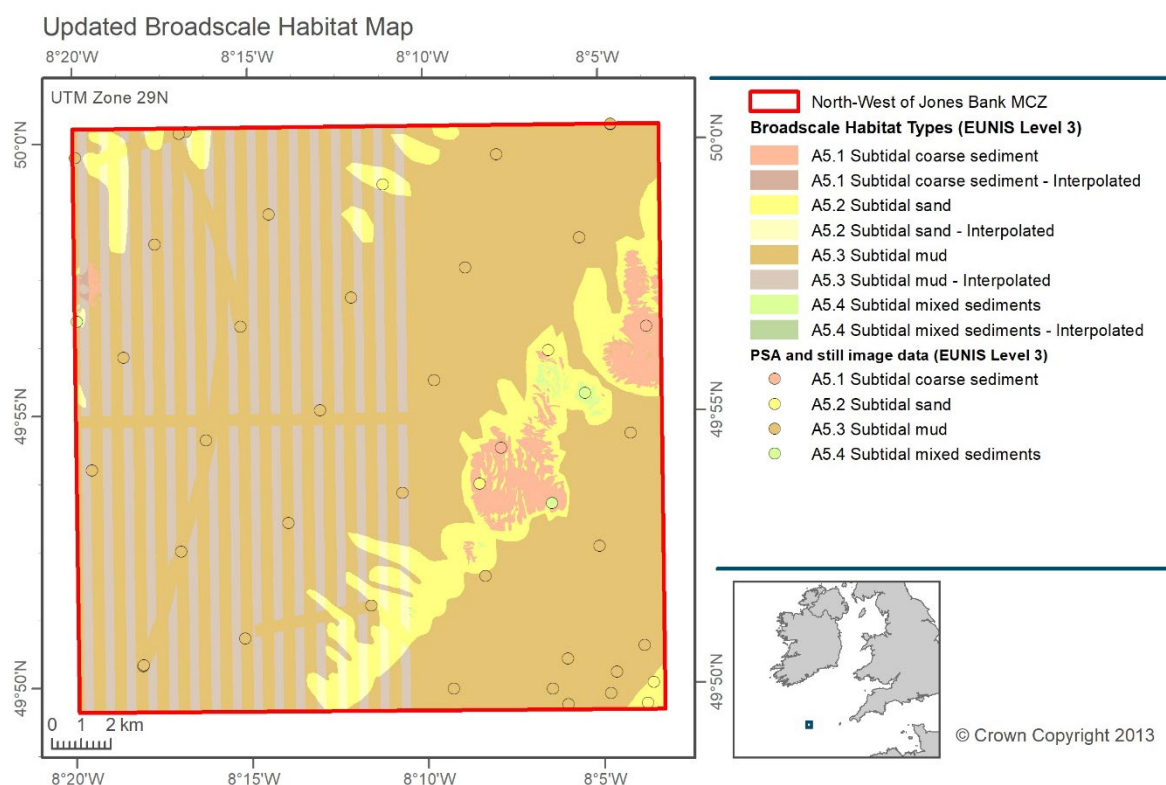 Updated Broadscale Habitat Map
8°20'W
8°15'W
8°10'W
8°5'W
UTM Zone 29N
50°0'N
50°0'N
49°55'N
49°55'N
49°50'N
49°50'N
0 1 2 km
8°20'W
8°15'W
8°10'W
8°5'W
North-West of Jones Bank MCZ
Broadscale Habitat Types (EUNIS Level 3)
A5.1 Subtidal coarse sediment
A5.1 Subtidal coarse sediment - Interpolated
A5.2 Subtidal sand
A5.2 Subtidal sand - Interpolated
A5.3 Subtidal mud
A5.3 Subtidal mud - Interpolated
A5.4 Subtidal mixed sediments
A5.4 Subtidal mixed sediments - Interpolated
PSA and still image data (EUNIS Level 3)
A5.1 Subtidal coarse sediment
A5.2 Subtidal sand
A5.3 Subtidal mud
A5.4 Subtidal mixed sediments
© Crown Copyright 2013